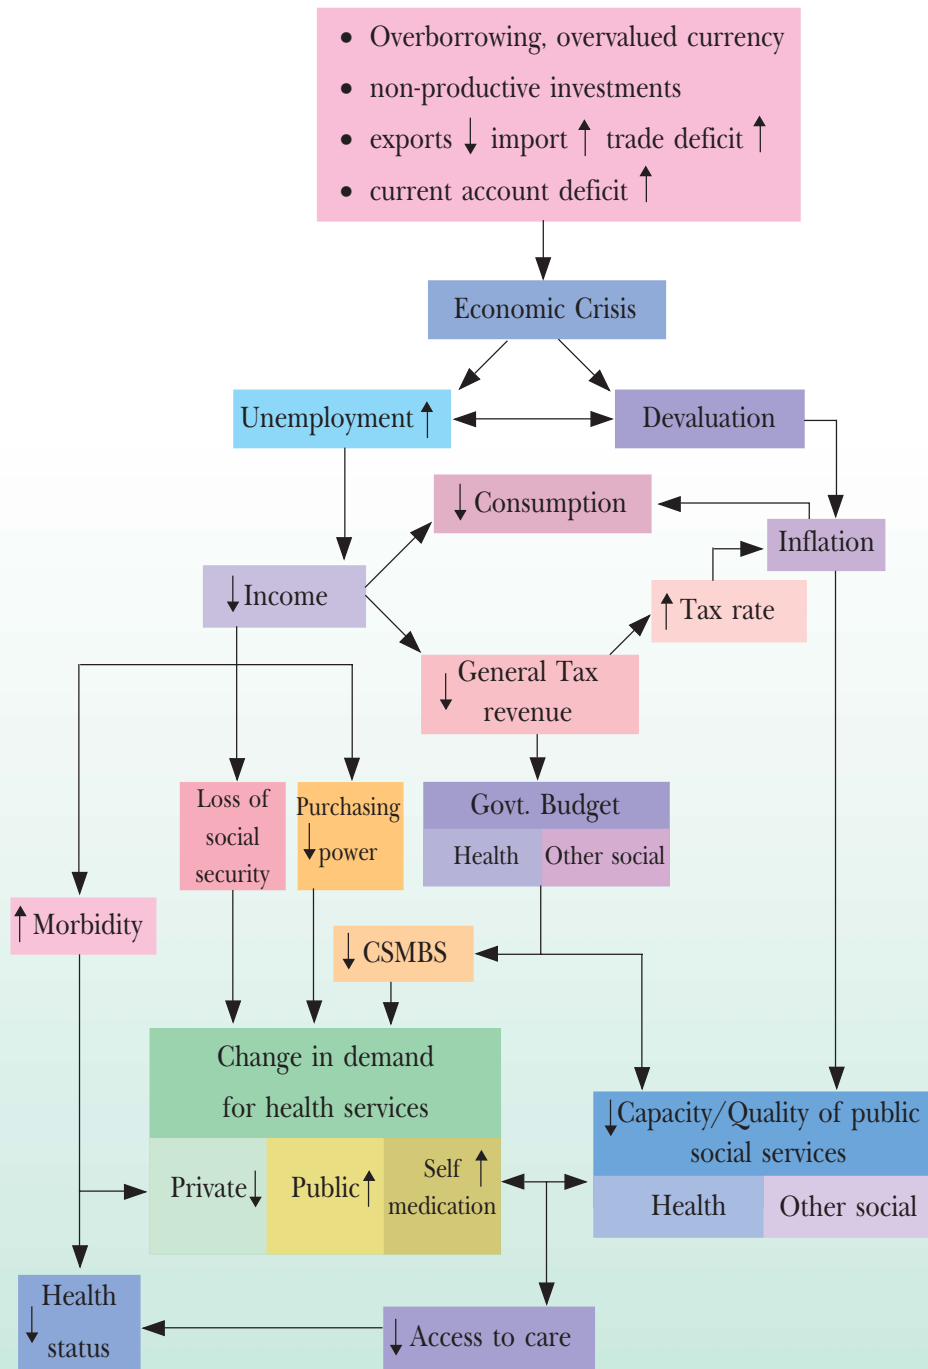 • Overborrowing, overvalued currency
• non-productive investments
• exports ↓ import ↑ trade deficit ↑
• current account deficit ↑
Economic Crisis
Unemployment ↑
Devaluation
↓ Consumption
Inflation
↓ Income
↑ Tax rate
↓ General Tax
revenue
Loss of
social
security
Purchasing
↓ power
Govt. Budget
Health
Other social
↑ Morbidity
↓ CSMBS
Change in demand
for health services
Private ↓
Public ↑
Self ↑
medication
↓ Capacity/Quality of public
social services
Health
Other social
↓ Health
status
↓ Access to care